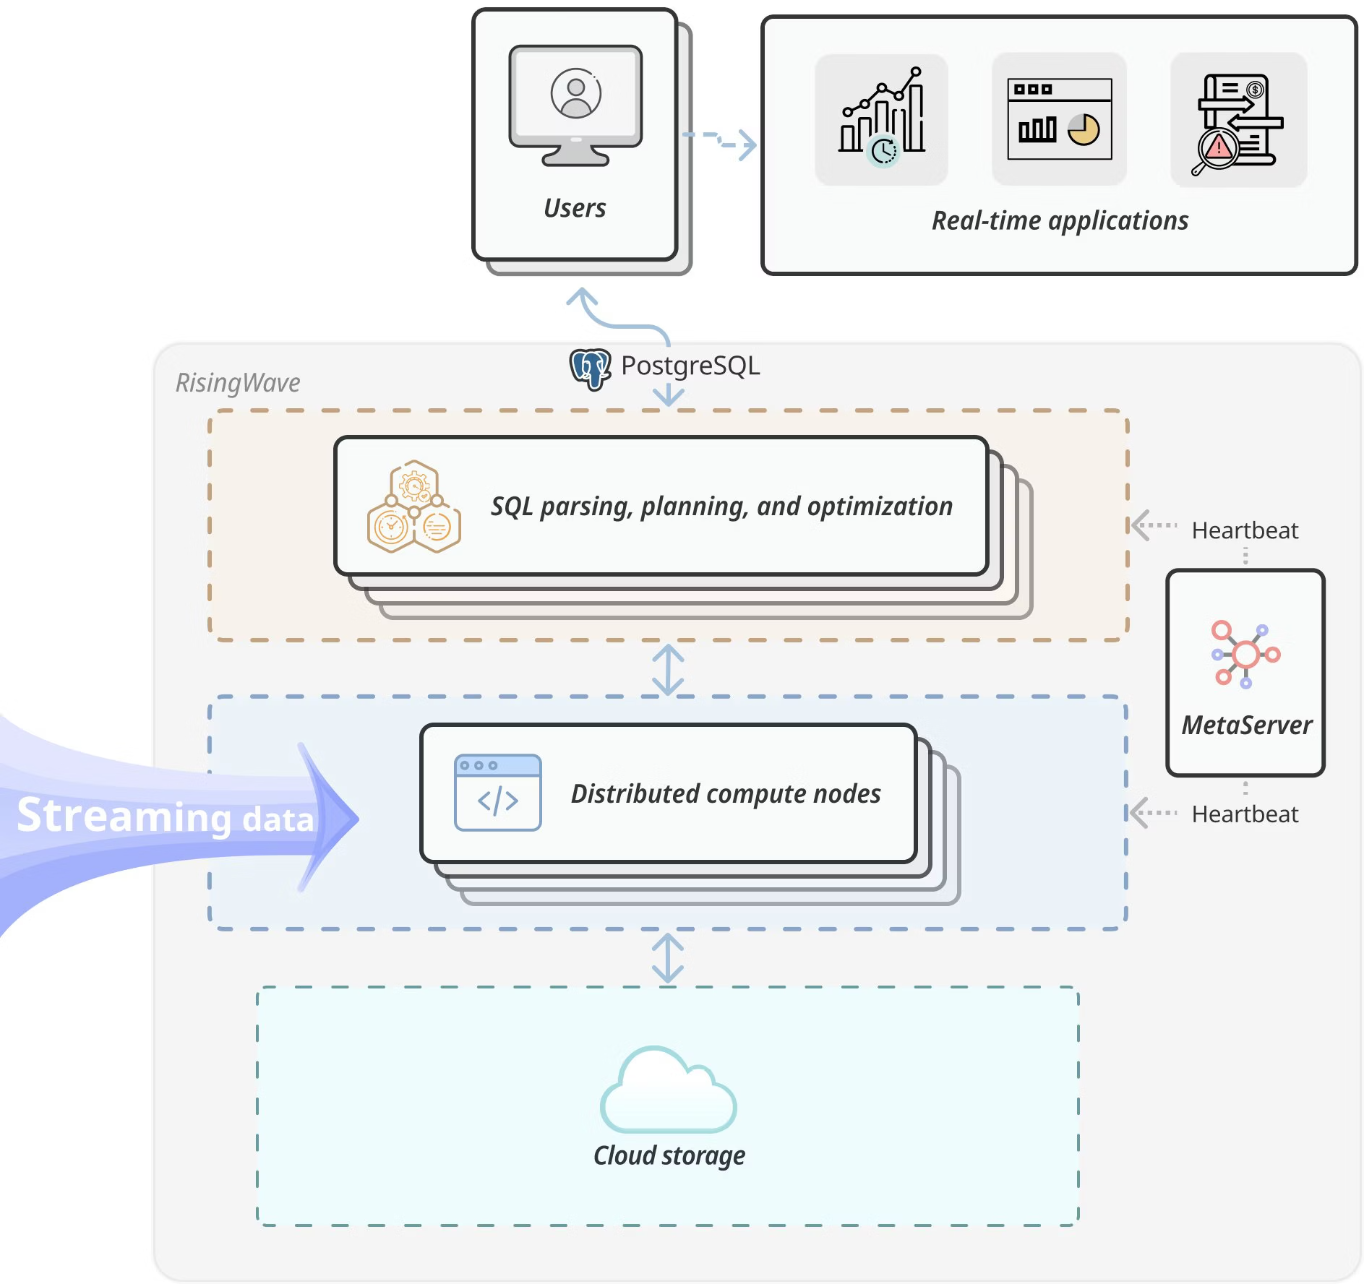 Users
Real-time applications
PostgreSQL
RisingWave
SQL parsing, planning, and optimization
Heartbeat
MetaServer
Streaming data
Distributed compute nodes
Heartbeat
Cloud storage